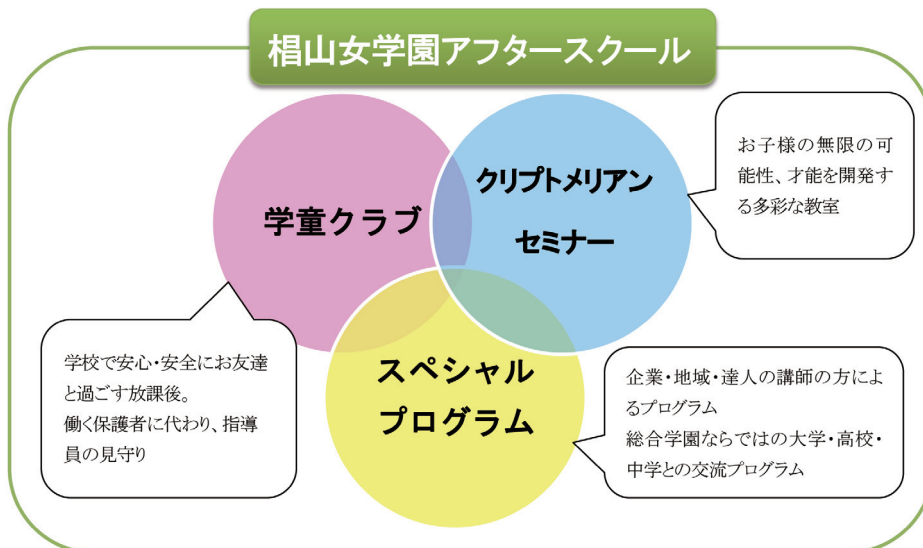 椙山女学園アフタースクール
学童クラブ
クリプトメリアン
セミナー
お子様の無限の可
能性、才能を開発す
る多彩な教室
スペシャル
プログラム
学校で安心・安全にお友達
と過ごす放課後。
働く保護者に代わり、指導
員の見守り
企業・地域・達人の講師の方によ
るプログラム
総合学園ならではの大学・高校・
中学との交流プログラム